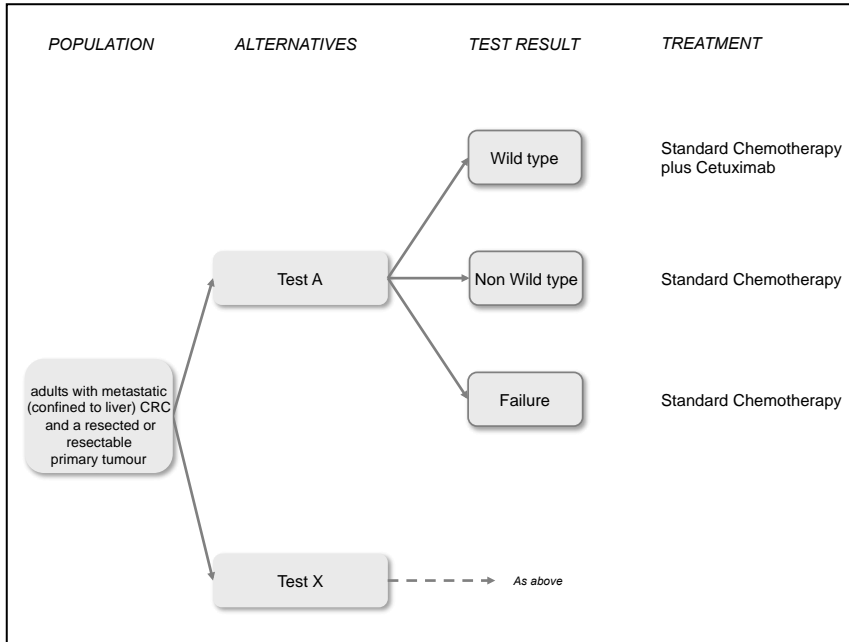 POPULATION
ALTERNATIVES
TEST RESULT
TREATMENT
Wild type
Standard Chemotherapy
plus Cetuximab
Test A
Non Wild type
Standard Chemotherapy
adults with metastatic
(confined to liver) CRC
and a resected or
resectable
primary tumour
Failure
Standard Chemotherapy
Test X
As above